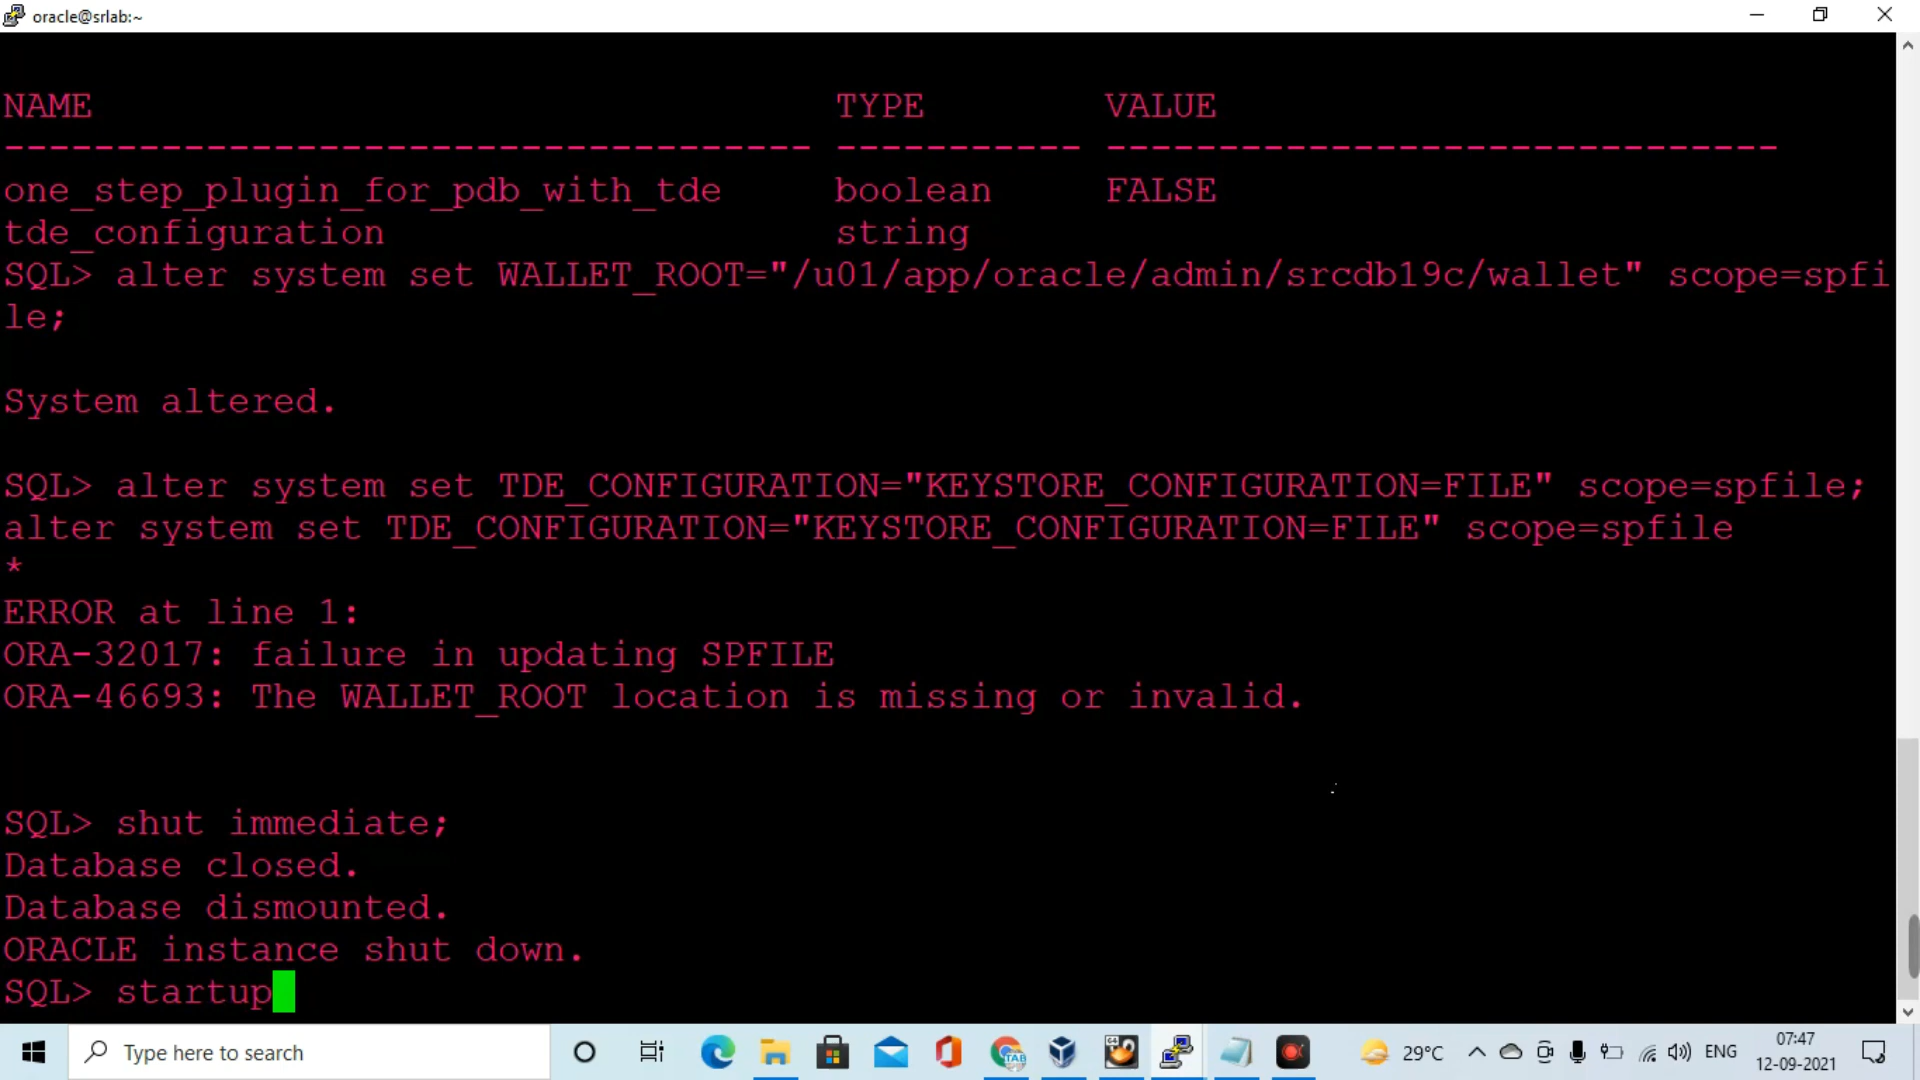 oracle@srlab:~
NAME TYPE VALUE
------------------------------------ ----------- ------------------------------
one_step_plugin_for_pdb_with_tde boolean FALSE
tde_configuration string
SQL> alter system set WALLET_ROOT="/u01/app/oracle/admin/srcdb19c/wallet" scope=spfi
le;
System altered.
SQL> alter system set TDE_CONFIGURATION="KEYSTORE_CONFIGURATION=FILE" scope=spfile;
alter system set TDE_CONFIGURATION="KEYSTORE_CONFIGURATION=FILE" scope=spfile
*
ERROR at line 1:
ORA-32017: failure in updating SPFILE
ORA-46693: The WALLET_ROOT location is missing or invalid.
SQL> shut immediate;
Database closed.
Database dismounted.
ORACLE instance shut down.
SQL> startup
Type here to search
TAB
64
29°C
ENG
07:47
12-09-2021